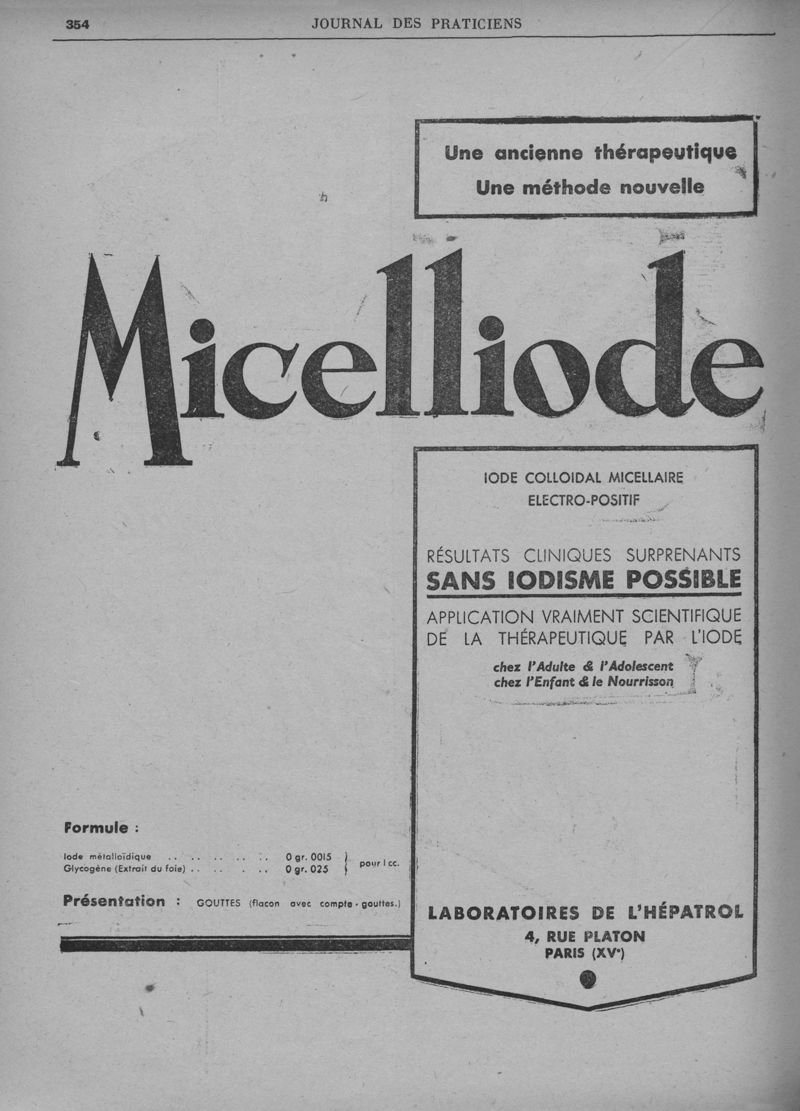 354
JOURNAL DES PRATICIENS
Une ancienne thérapeutique
Une méthode nouvelle
Micelliode
IODE COLLOIDAL MICELLAIRE
ELECTRO-POSITIF
RÉSULTATS CLINIQUES SURPRENANTS
SANS IODISME POSSIBLE
APPLICATION VRAIMENT SCIENTIFIQUE
DE LA THÉRAPEUTIQUE PAR L'IODE
chez l'Adulte & l'Adolescent
chez l'Enfant & le Nourrisson
Formule :
Iode métalloïdique .. .. .. .. .. 0 gr. 0015 } pour 1 cc.
Glycogène (Extrait du foie) .. .. . .. 0 gr. 025
Présentation : GOUTTES (flacon avec compte-gouttes.)
LABORATOIRES DE L'HÉPATROL
4, RUE PLATON
PARIS (XVe)